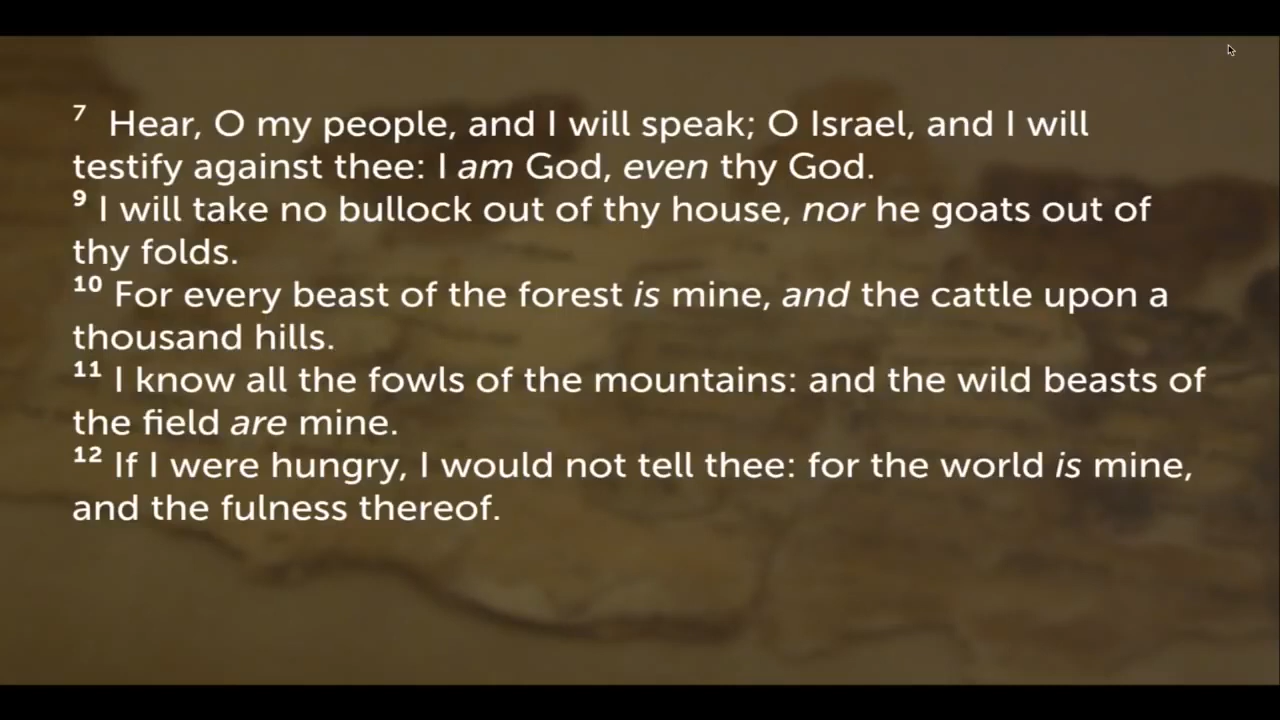 7 Hear, O my people, and I will speak; O Israel, and I will
testify against thee: I am God, even thy God.
9 I will take no bullock out of thy house, nor he goats out of
thy folds.
10 For every beast of the forest is mine, and the cattle upon a
thousand hills.
11 I know all the fowls of the mountains: and the wild beasts of
the field are mine.
12 If I were hungry, I would not tell thee: for the world is mine,
and the fulness thereof.